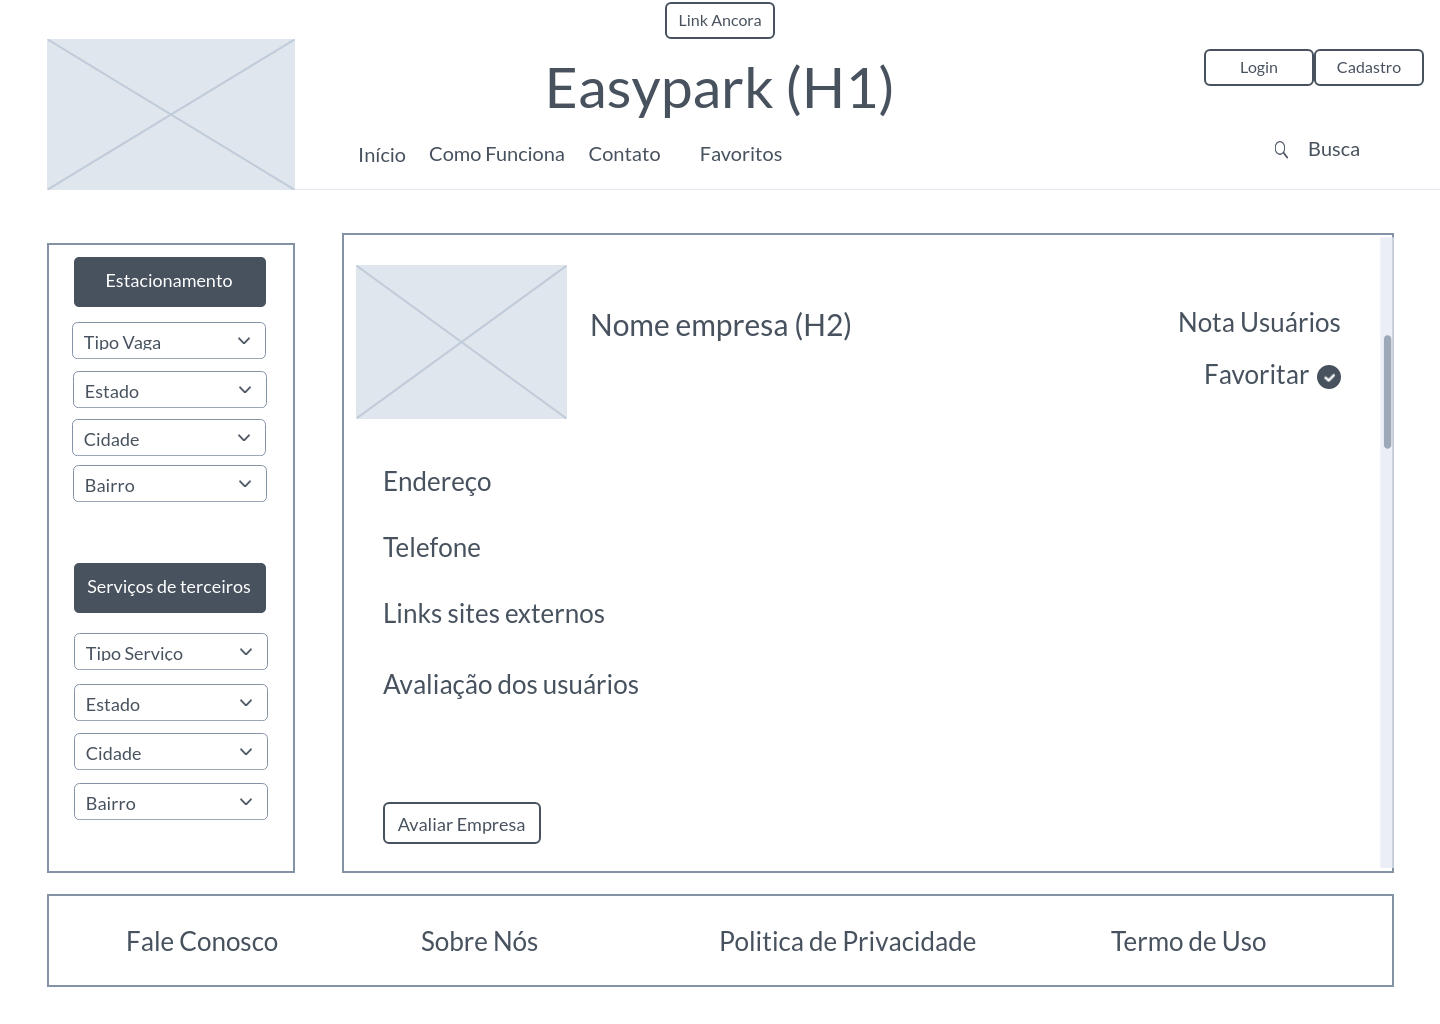 Link Ancora
Easypark (H1)
Login
Cadastro
Início
Como Funciona
Contato
Favoritos
Busca
Estacionamento
Tipo Vaga
Estado
Cidade
Bairro
Serviços de terceiros
Tipo Serviço
Estado
Cidade
Bairro
Nome empresa (H2)
Nota Usuários
Favoritar
Endereço
Telefone
Links sites externos
Avaliação dos usuários
Avaliar Empresa
Fale Conosco
Sobre Nós
Politica de Privacidade
Termo de Uso